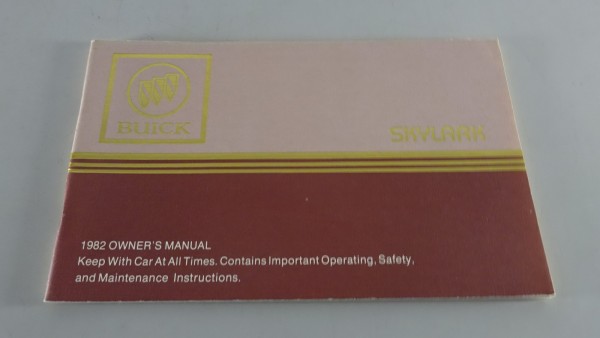 BUICK
SKYLARK
1982 OWNER'S MANUAL
Keep With Car At All Times. Contains Important Operating, Safety,
and Maintenance Instructions.